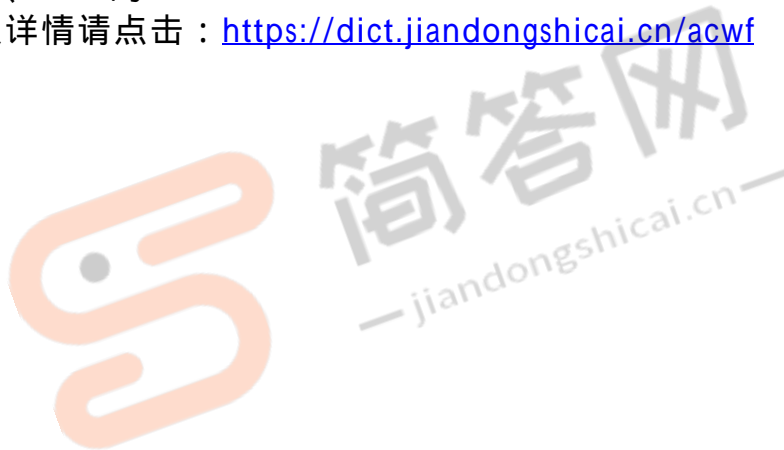 详情请点击：https://dict.jiandongshicai.cn/acwf
简答网
jiandongshicai.cn